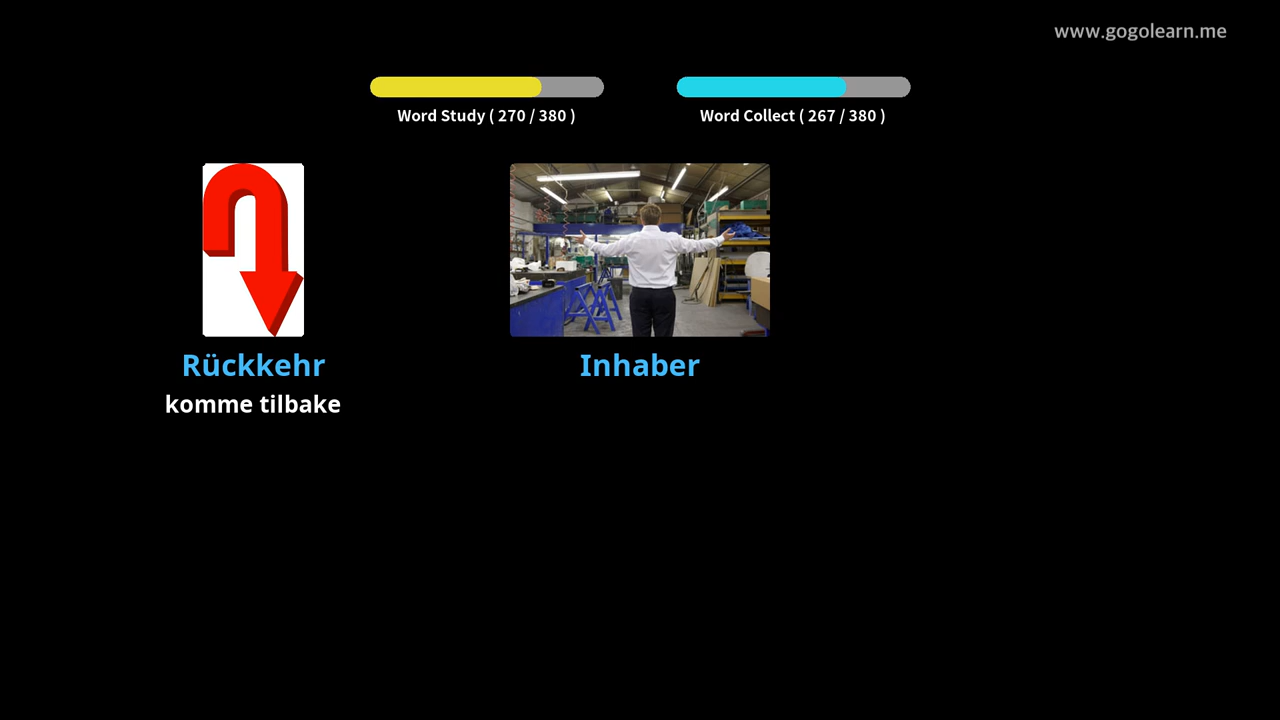 www.gogolearn.me
Word Study ( 270 / 380 )
Word Collect ( 267 / 380 )
Rückkehr
komme tilbake
Inhaber